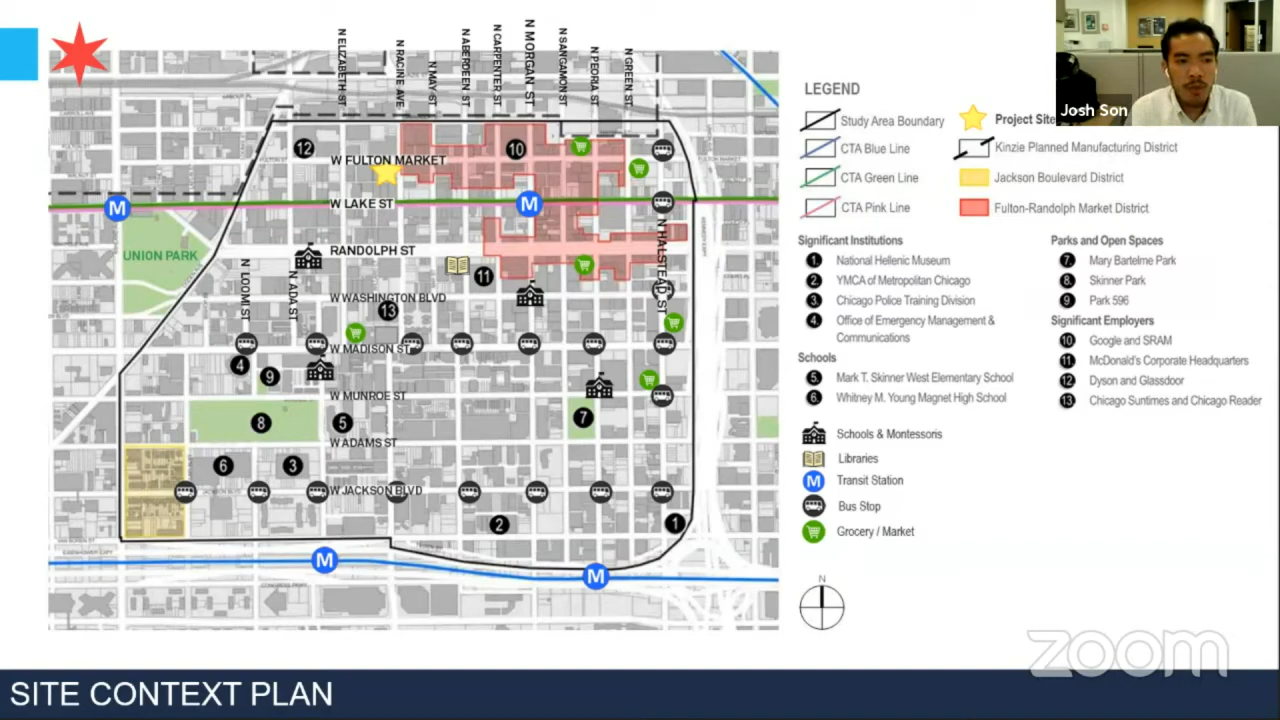 N ELIZABETH ST
N RACINE AVE
N MAY ST
N ABERDEEN ST
N CARPENTER ST
N MORGAN ST
N SANGAMON ST
N PEORIA ST
N GREEN ST
12
10
W FULTON MARKET
M
W LAKE ST
M
UNION PARK
RANDOLPH ST
11
N HALSTEAD ST
N LOOMI ST
N ADA ST
W WASHINGTON BLVD
13
W MADISON ST
4
9
W MUNROE ST
8
5
7
W ADAMS ST
6
3
W JACKSON BLVD
2
1
M
M
LEGEND
Study Area Boundary
Project Site
CTA Blue Line
Kinzie Planned Manufacturing District
CTA Green Line
Jackson Boulevard District
CTA Pink Line
Fulton-Randolph Market District
Significant Institutions
1 National Hellenic Museum
2 YMCA of Metropolitan Chicago
3 Chicago Police Training Division
4 Office of Emergency Management &
Communications
Schools
5 Mark T. Skinner West Elementary School
6 Whitney M. Young Magnet High School
Schools & Montessoris
Libraries
M Transit Station
Bus Stop
Grocery / Market
Parks and Open Spaces
7 Mary Bartelme Park
8 Skinner Park
9 Park 596
Significant Employers
10 Google and SRAM
11 McDonald's Corporate Headquarters
12 Dyson and Glassdoor
13 Chicago Suntimes and Chicago Reader
N
Josh Son
zoom
SITE CONTEXT PLAN